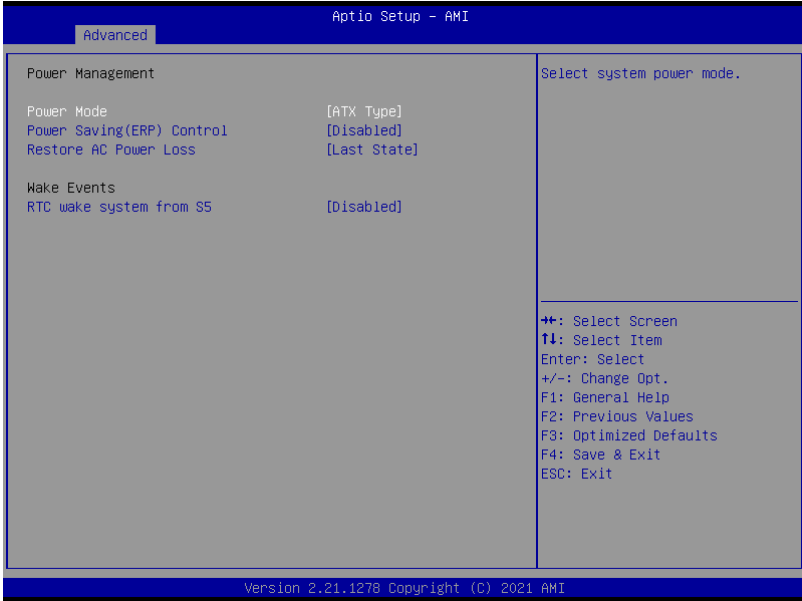 Aptio Setup – AMI
Advanced
Power Management
Power Mode [ATX Type]
Power Saving(ERP) Control [Disabled]
Restore AC Power Loss [Last State]
Wake Events
RTC wake system from S5 [Disabled]
Select system power mode.
→←: Select Screen
↑↓: Select Item
Enter: Select
+/-: Change Opt.
F1: General Help
F2: Previous Values
F3: Optimized Defaults
F4: Save & Exit
ESC: Exit
Version 2.21.1278 Copyright (C) 2021 AMI